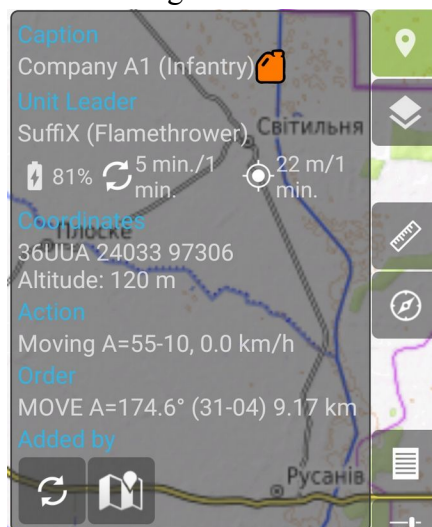 Caption
Company A1 (Infantry)
Unit Leader
SuffiX (Flamethrower)
Світильня
81%
5 min./1 min.
22 m/1 min.
Coordinates
Плоске
36UUA 24033 97306
Altitude: 120 m
Action
Moving A=55-10, 0.0 km/h
Order
MOVE A=174.6° (31-04) 9.17 km
Added by
Русанів